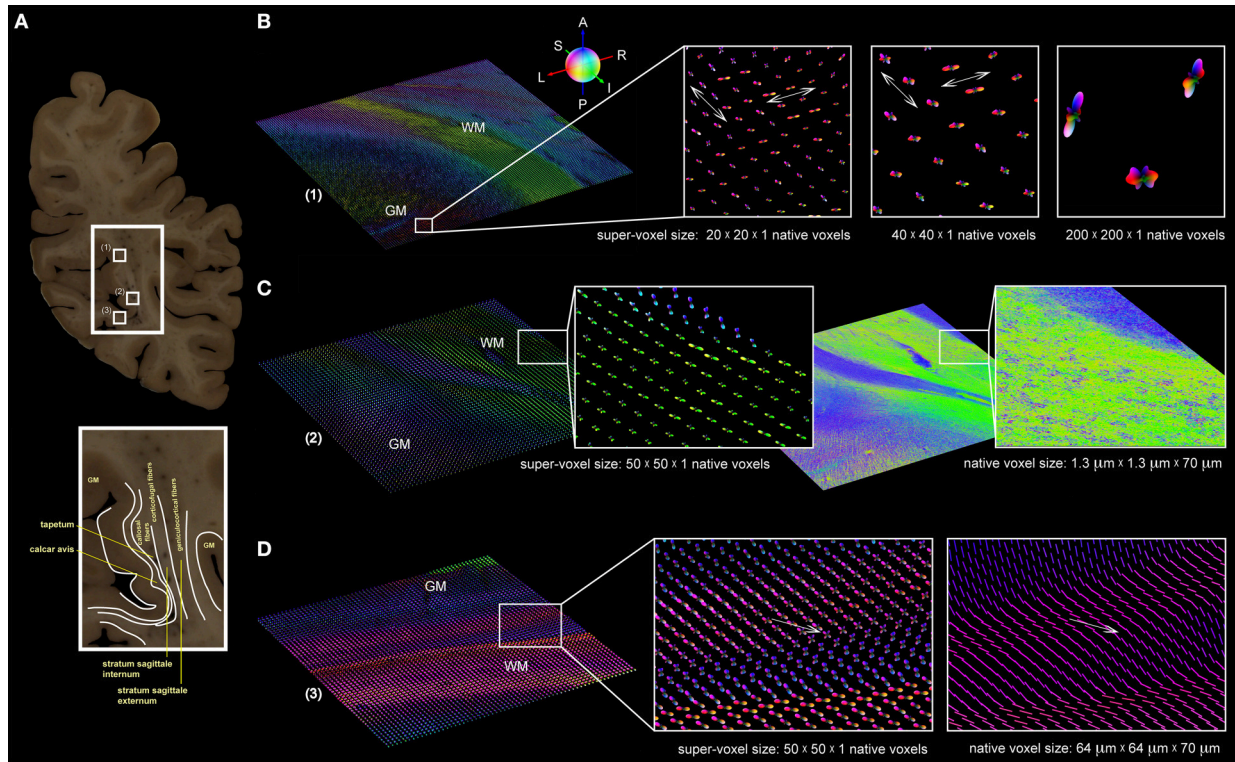 A
(1)
(2)
(3)
GM
callosal
fibers
corticofugal fibers
geniculocortical fibers
GM
tapetum
calcar avis
stratum sagittale
internum
stratum sagittale
externum
B
A
S
R
L
I
P
WM
GM
(1)
super-voxel size: 20 x 20 x 1 native voxels
40 x 40 x 1 native voxels
200 x 200 x 1 native voxels
C
WM
GM
(2)
super-voxel size: 50 x 50 x 1 native voxels
native voxel size: 1.3 μm x 1.3 μm x 70 μm
D
GM
WM
(3)
super-voxel size: 50 x 50 x 1 native voxels
native voxel size: 64 μm x 64 μm x 70 μm